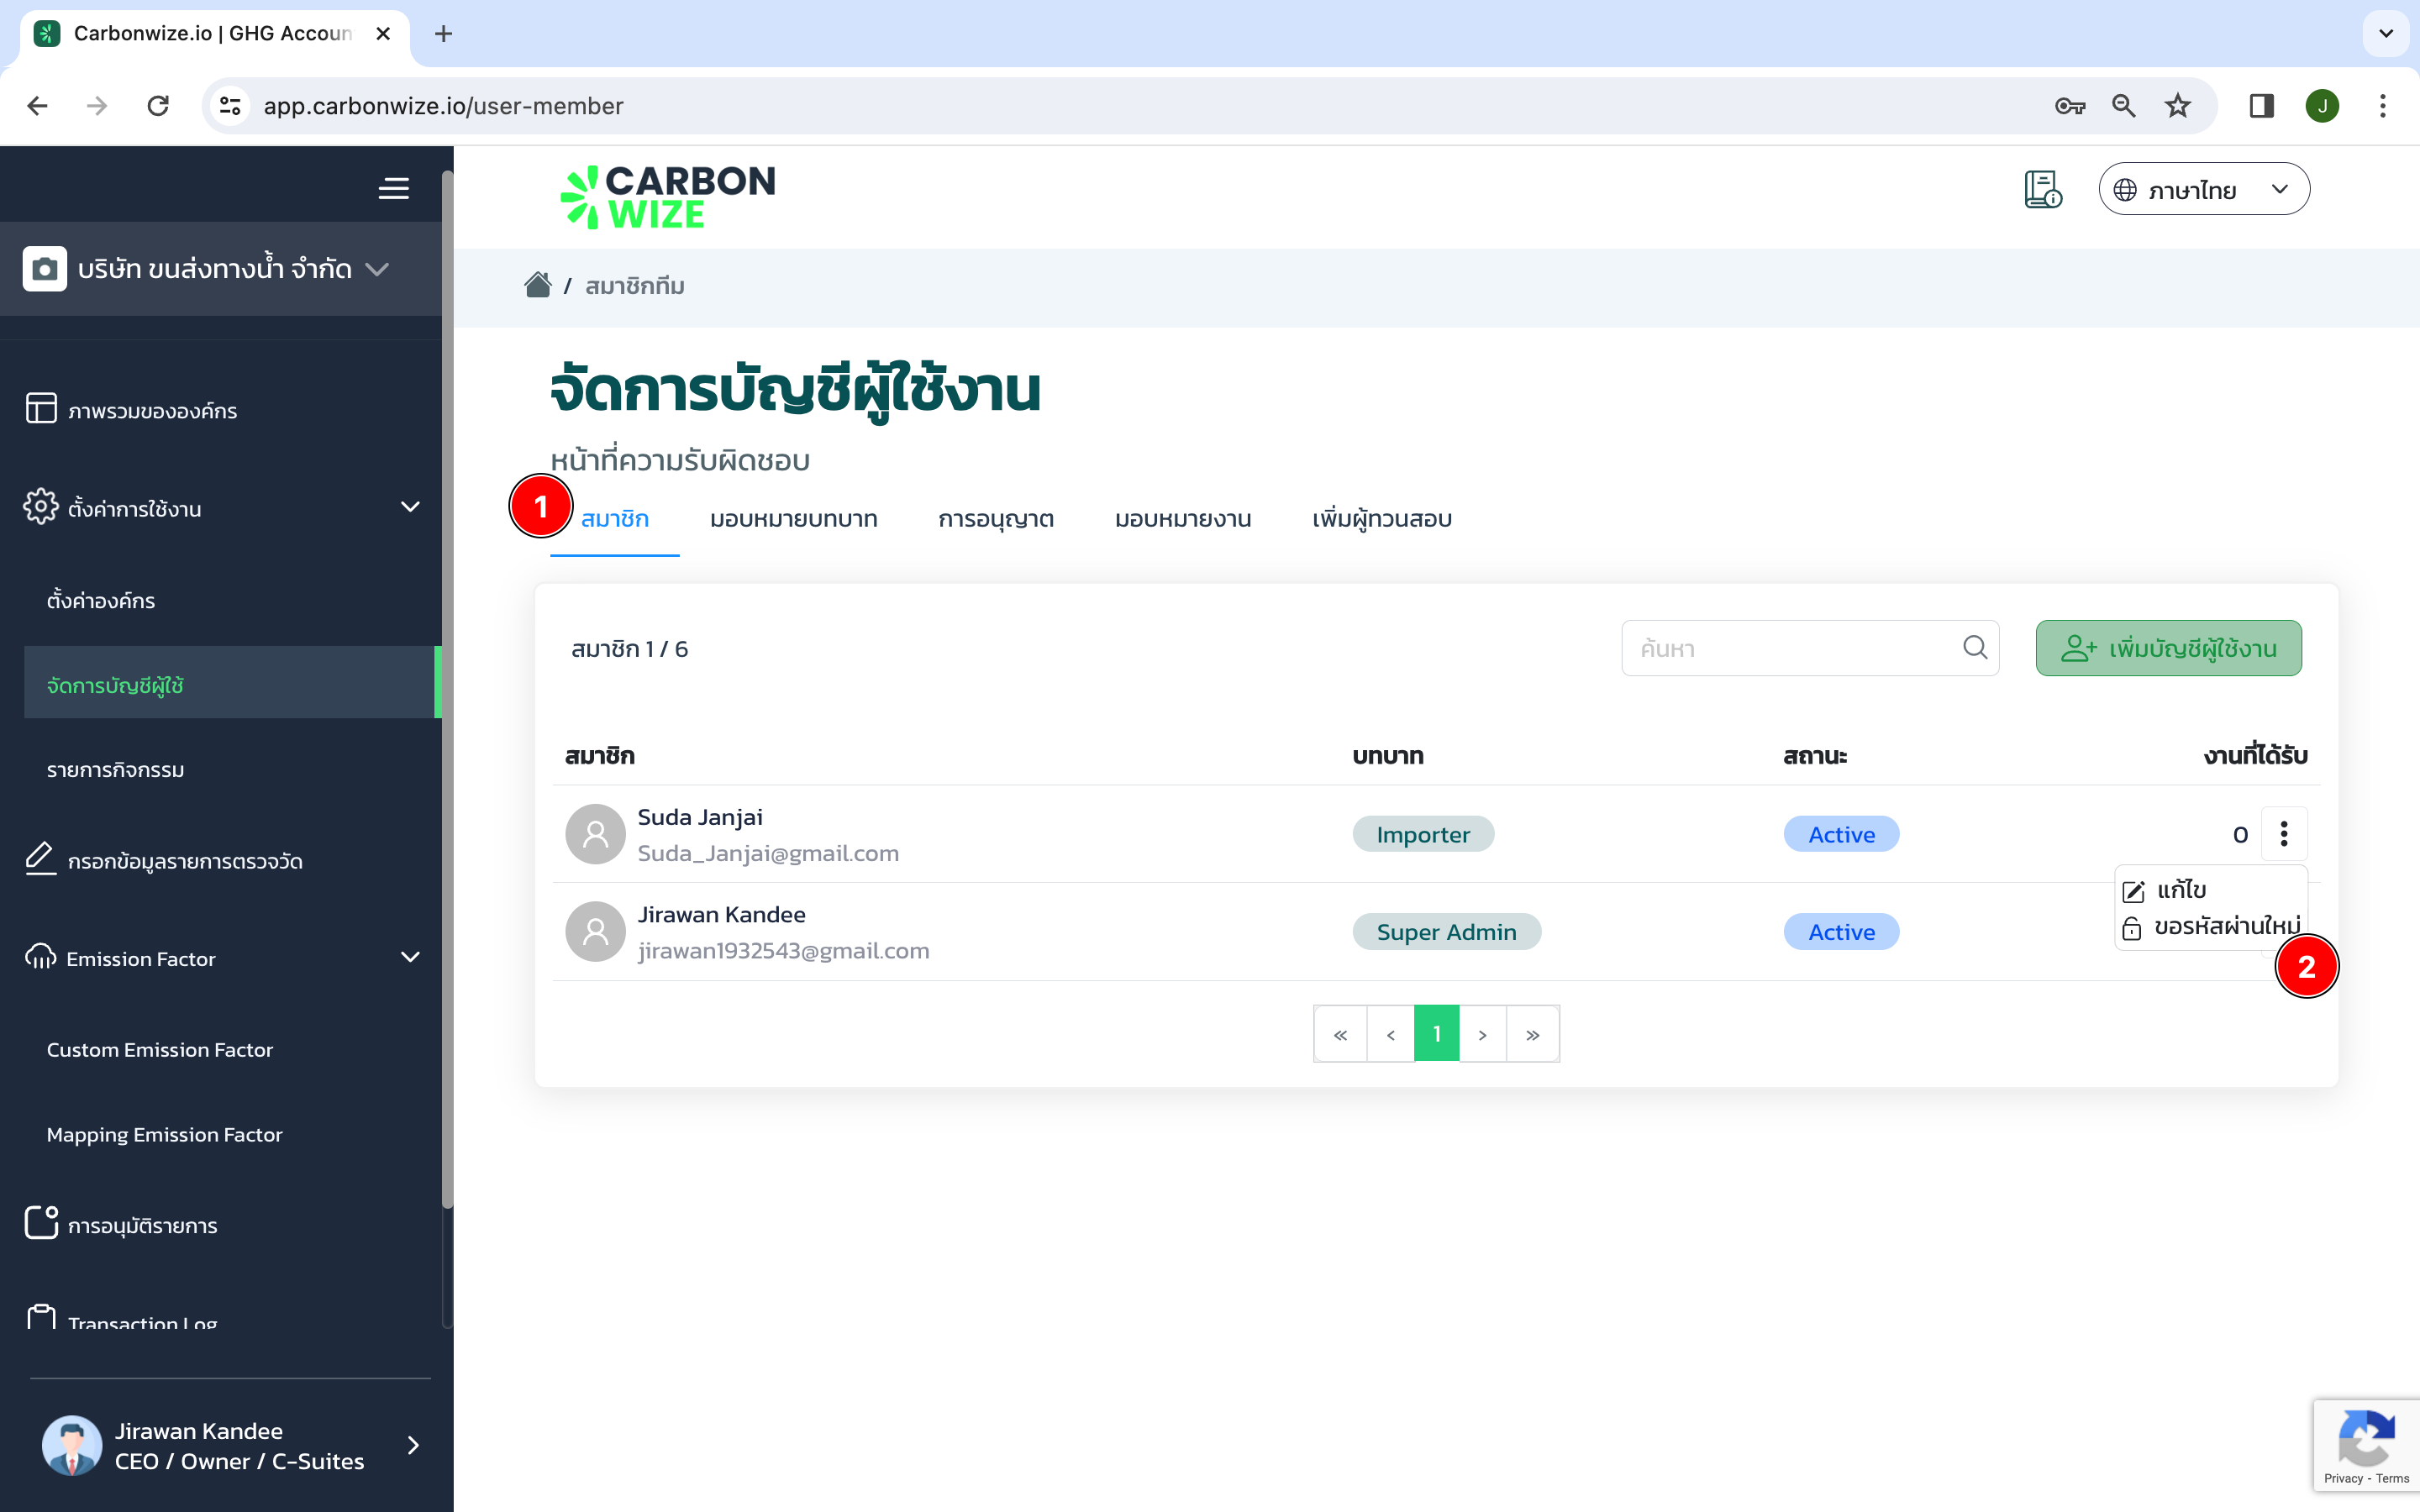 Carbonwize.io | GHG Accoun
app.carbonwize.io/user-member
J
CARBON
WIZE
ภาษาไทย
บริษัท ขนส่งทางน้ำ จำกัด
/ สมาชิกทีม
ภาพรวมขององค์กร
ตั้งค่าการใช้งาน
ตั้งค่าองค์กร
จัดการบัญชีผู้ใช้
รายการกิจกรรม
กรอกข้อมูลรายการตรวจวัด
Emission Factor
Custom Emission Factor
Mapping Emission Factor
การอนุมัติรายการ
Transaction Log
Jirawan Kandee
CEO / Owner / C-Suites
จัดการบัญชีผู้ใช้งาน
หน้าที่ความรับผิดชอบ
1 สมาชิก มอบหมายบทบาท การอนุญาต มอบหมายงาน เพิ่มผู้ทวนสอบ
สมาชิก 1 / 6 ค้นหา เพิ่มบัญชีผู้ใช้งาน
สมาชิก บทบาท สถานะ งานที่ได้รับ
Suda Janjai
Suda_Janjai@gmail.com
Importer Active 0
แก้ไข
ขอรหัสผ่านใหม่
2
Jirawan Kandee
jirawan1932543@gmail.com
Super Admin Active
« ‹ 1 › »
Privacy - Terms